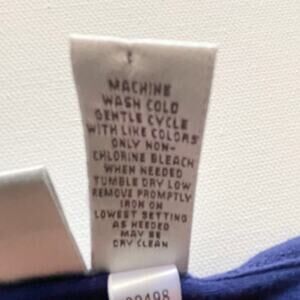 MACHINE
WASH COLD
GENTLE CYCLE
WITH LIKE COLORS
ONLY NON-
CHLORINE BLEACH
WHEN NEEDED
TUMBLE DRY LOW
REMOVE PROMPTLY
IRON ON
LOWEST SETTING
AS NEEDED
MAY BE
DRY CLEAN